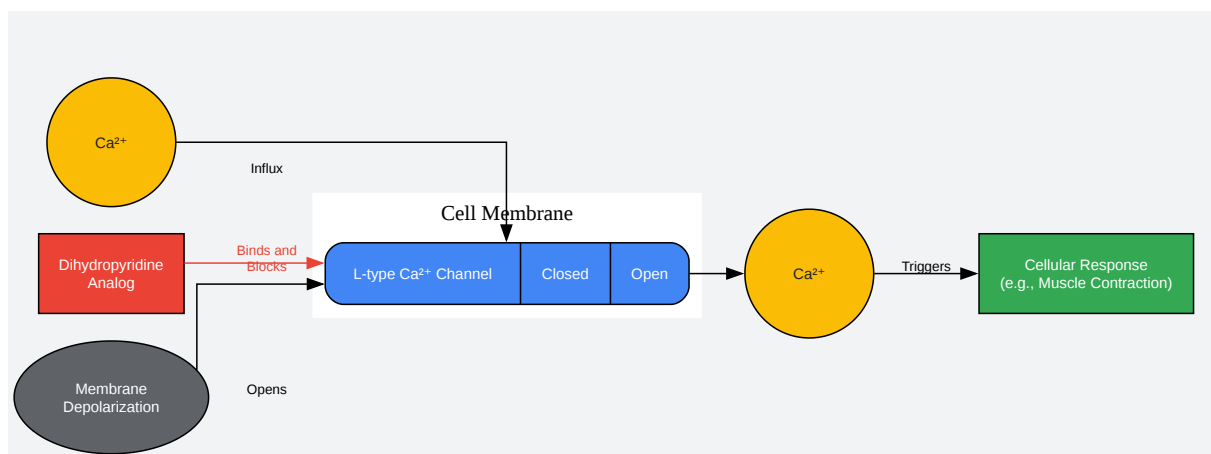 Ca²⁺
Influx
Cell Membrane
Dihydropyridine
Analog
Binds and
Blocks
L-type Ca²⁺ Channel
Closed
Open
Ca²⁺
Triggers
Cellular Response
(e.g., Muscle Contraction)
Membrane
Depolarization
Opens